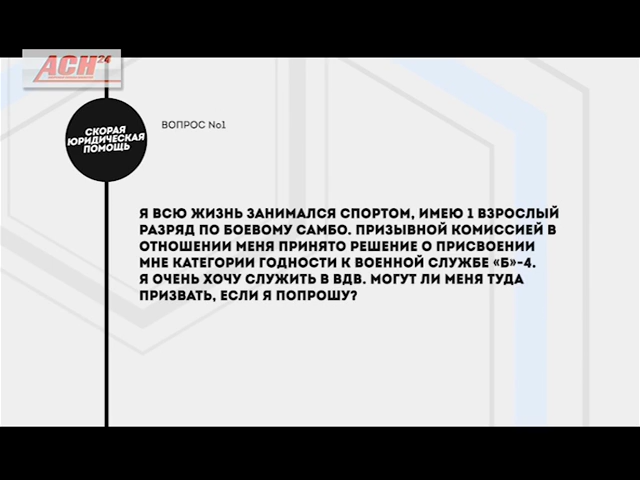 АСН24
СКОРАЯ
ЮРИДИЧЕСКАЯ
ПОМОЩЬ
ВОПРОС №1
Я ВСЮ ЖИЗНЬ ЗАНИМАЛСЯ СПОРТОМ, ИМЕЮ 1 ВЗРОСЛЫЙ
РАЗРЯД ПО БОЕВОМУ САМБО. ПРИЗЫВНОЙ КОМИССИЕЙ В
ОТНОШЕНИИ МЕНЯ ПРИНЯТО РЕШЕНИЕ О ПРИСВОЕНИИ
МНЕ КАТЕГОРИИ ГОДНОСТИ К ВОЕННОЙ СЛУЖБЕ «Б»-4.
Я ОЧЕНЬ ХОЧУ СЛУЖИТЬ В ВДВ. МОГУТ ЛИ МЕНЯ ТУДА
ПРИЗВАТЬ, ЕСЛИ Я ПОПРОШУ?